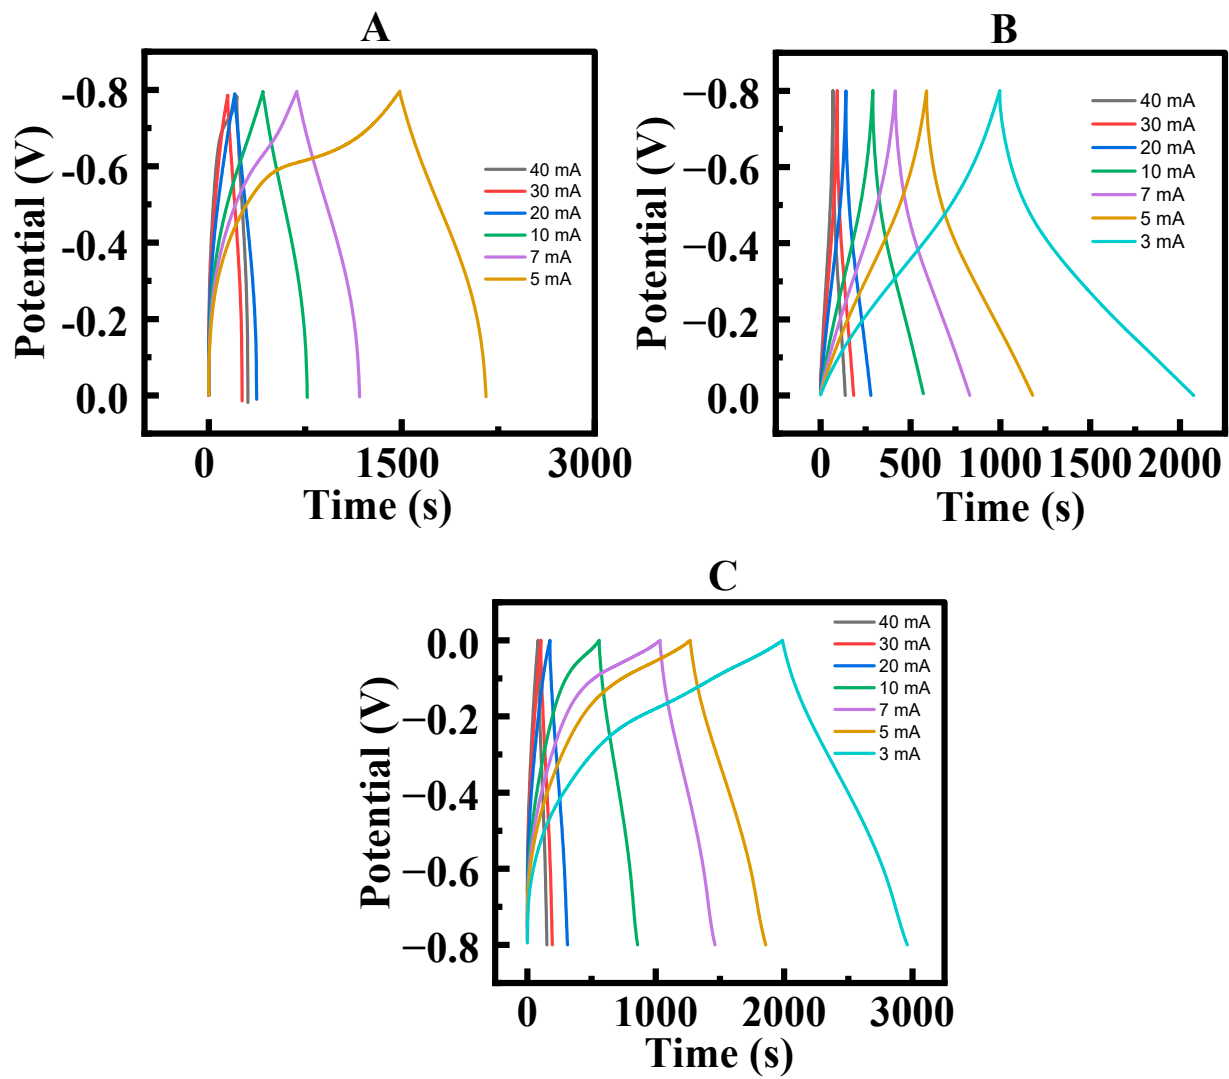 A
Potential (V)
-0.8
-0.6
-0.4
-0.2
0.0
0
1500
3000
Time (s)
40 mA
30 mA
20 mA
10 mA
7 mA
5 mA
B
Potential (V)
−0.8
−0.6
−0.4
−0.2
0.0
0
500
1000
1500
2000
Time (s)
40 mA
30 mA
20 mA
10 mA
7 mA
5 mA
3 mA
C
Potential (V)
0.0
−0.2
−0.4
−0.6
−0.8
0
1000
2000
3000
Time (s)
40 mA
30 mA
20 mA
10 mA
7 mA
5 mA
3 mA